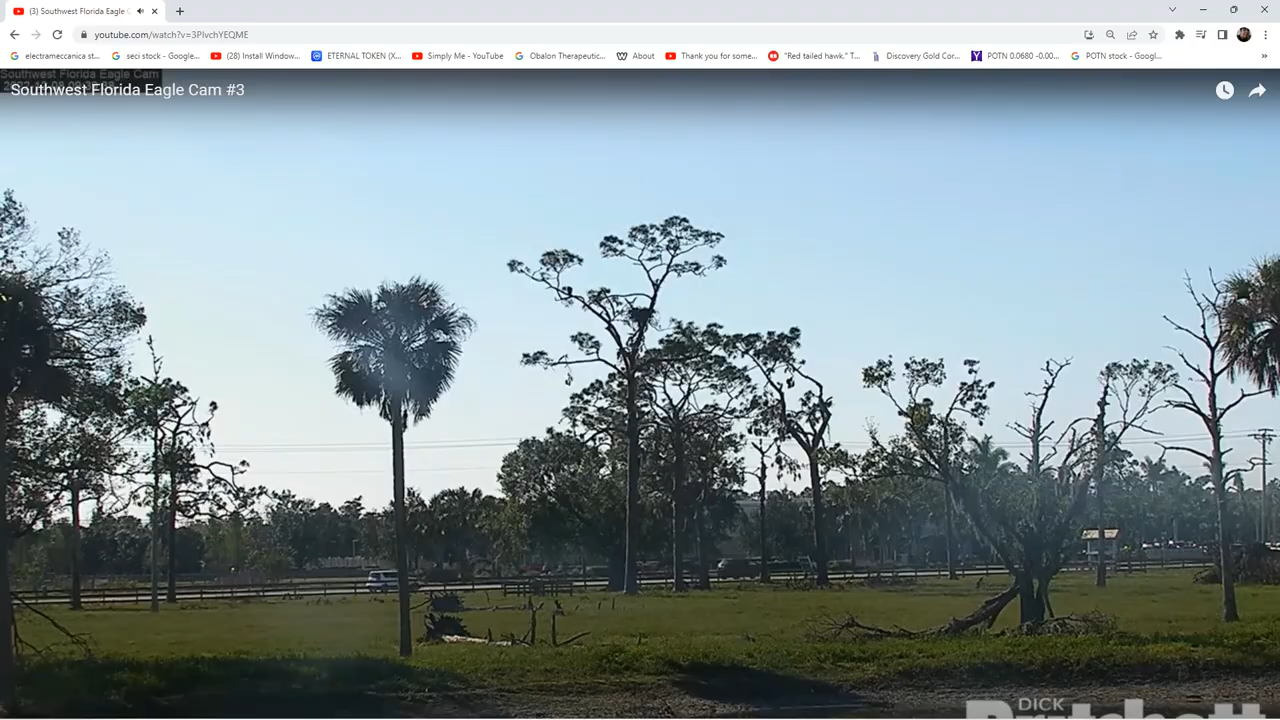 (3) Southwest Florida Eagle C
youtube.com/watch?v=3PIvchYEQME
electrameccanica st...
seci stock - Google...
(28) Install Window...
ETERNAL TOKEN (X...
Simply Me - YouTube
Obalon Therapeutic...
About
Thank you for some...
"Red tailed hawk." T...
Discovery Gold Cor...
POTN 0.0680 -0.00...
POTN stock - Googl...
Southwest Florida Eagle Cam
Southwest Florida Eagle Cam #3
DICK
Pritchett